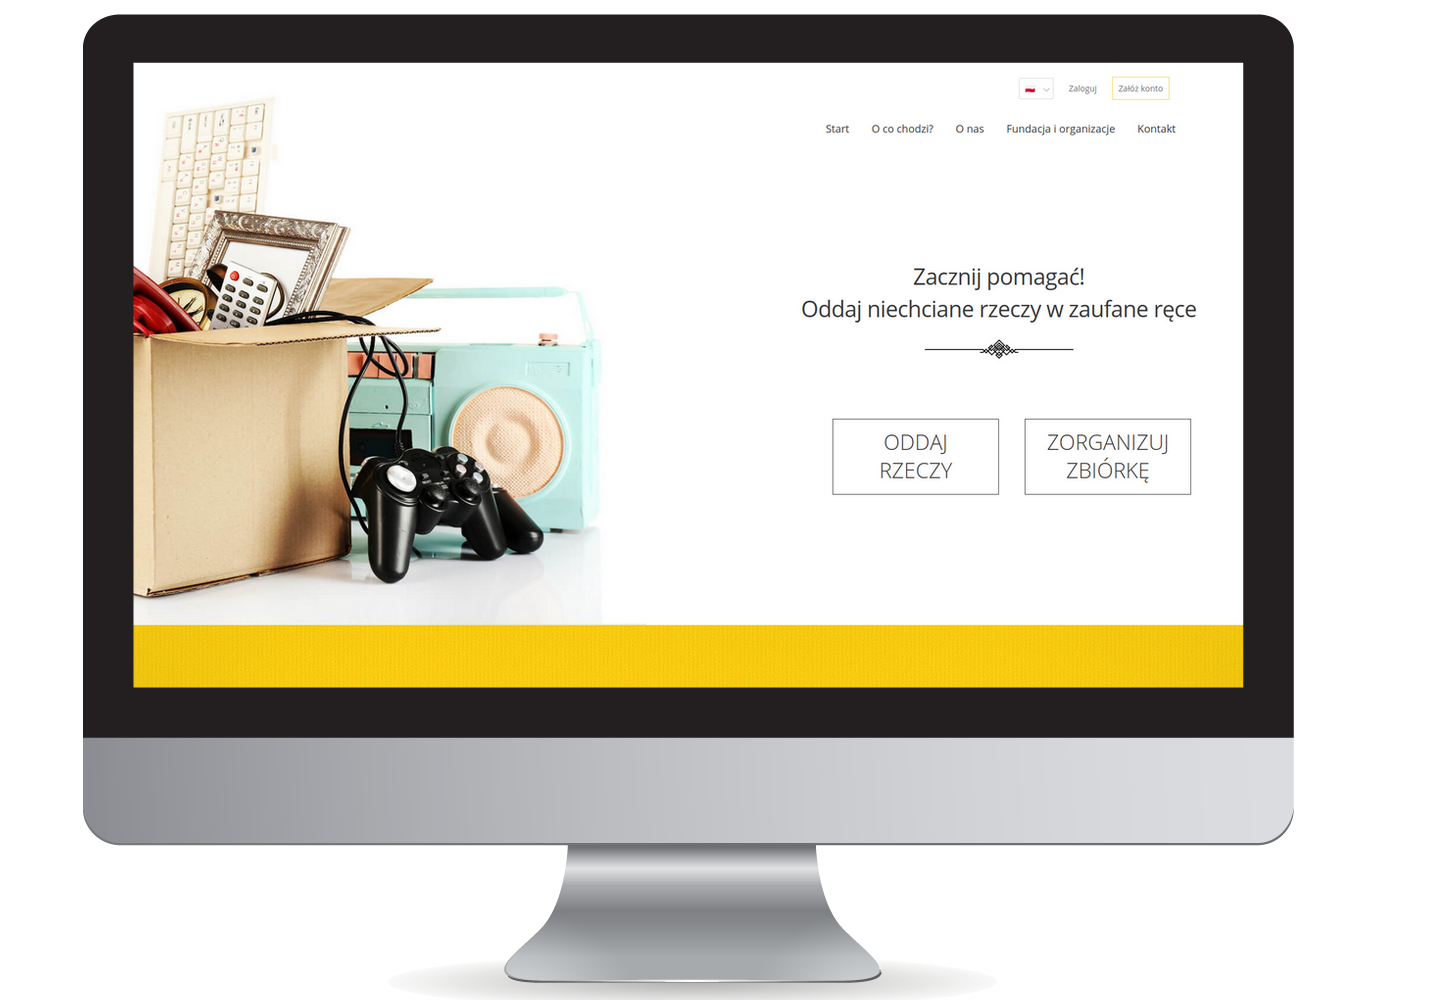 Zaloguj
Załóż konto
Start
O co chodzi?
O nas
Fundacja i organizacje
Kontakt
Zacznij pomagać!
Oddaj niechciane rzeczy w zaufane ręce
ODDAJ
RZECZY
ZORGANIZUJ
ZBIÓRKĘ